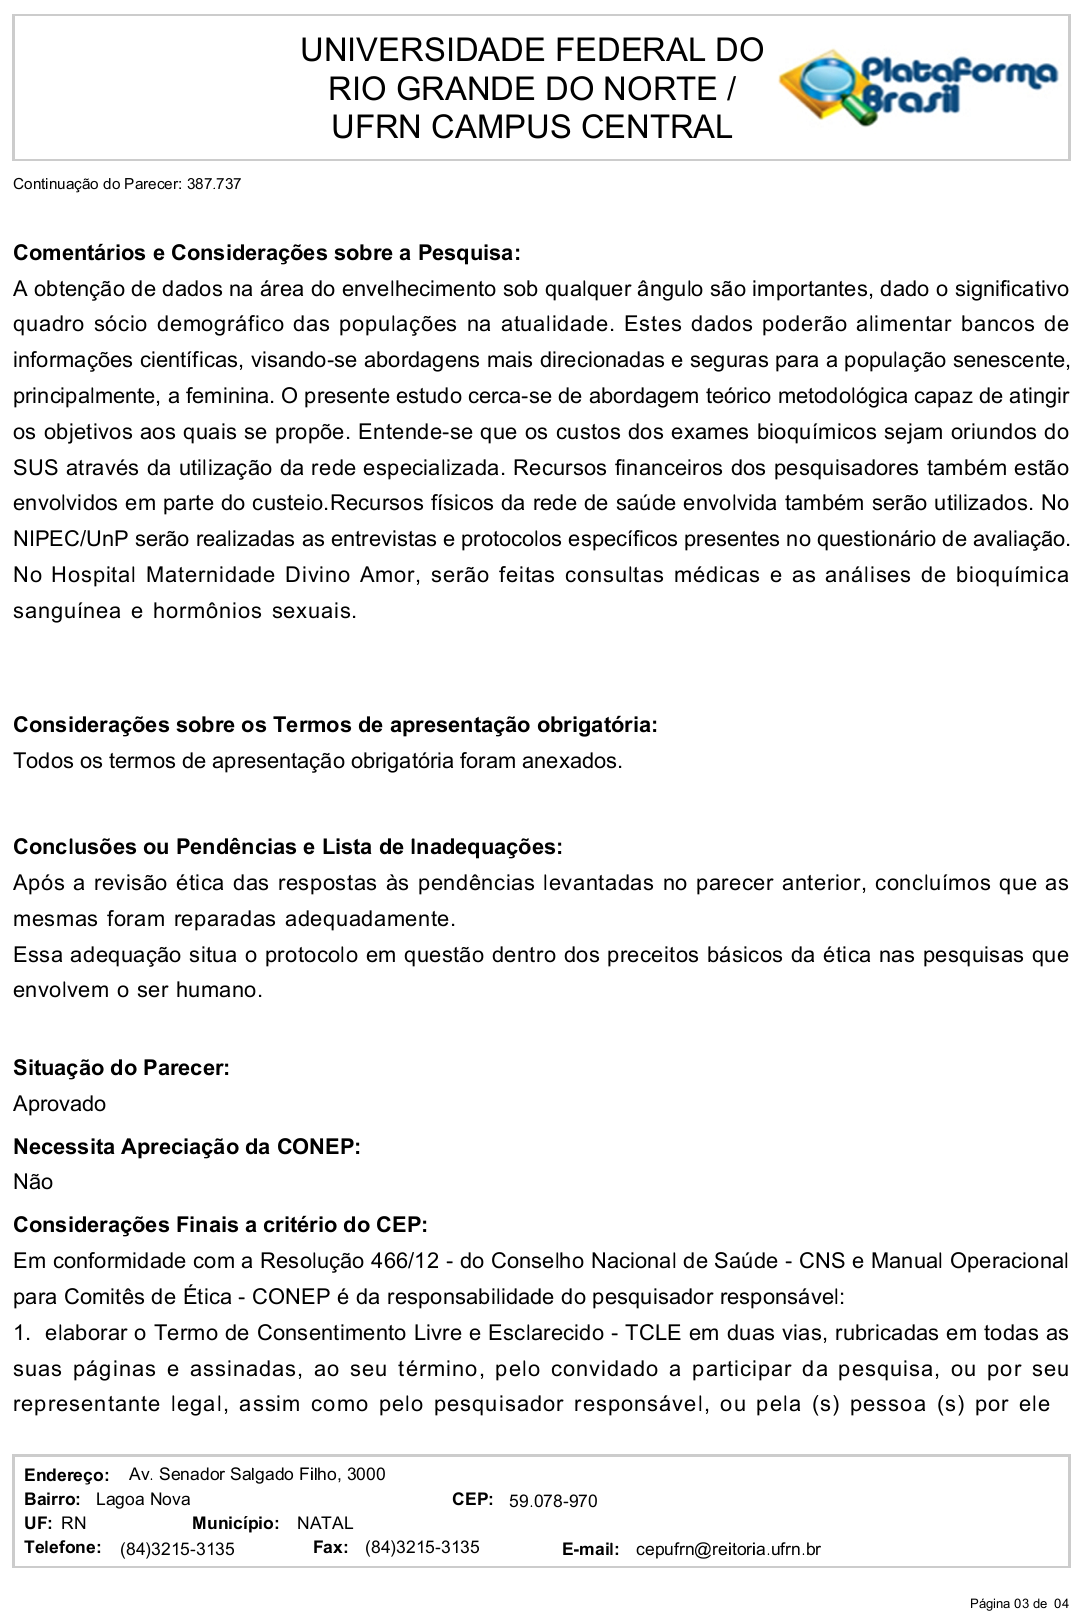 UNIVERSIDADE FEDERAL DO
RIO GRANDE DO NORTE /
UFRN CAMPUS CENTRAL
Plataforma
Brasil
Continuação do Parecer: 387.737
Comentários e Considerações sobre a Pesquisa:
A obtenção de dados na área do envelhecimento sob qualquer ângulo são importantes, dado o significativo
quadro sócio demográfico das populações na atualidade. Estes dados poderão alimentar bancos de
informações científicas, visando-se abordagens mais direcionadas e seguras para a população senescente,
principalmente, a feminina. O presente estudo cerca-se de abordagem teórico metodológica capaz de atingir
os objetivos aos quais se propõe. Entende-se que os custos dos exames bioquímicos sejam oriundos do
SUS através da utilização da rede especializada. Recursos financeiros dos pesquisadores também estão
envolvidos em parte do custeio.Recursos físicos da rede de saúde envolvida também serão utilizados. No
NIPEC/UnP serão realizadas as entrevistas e protocolos específicos presentes no questionário de avaliação.
No Hospital Maternidade Divino Amor, serão feitas consultas médicas e as análises de bioquímica
sanguínea e hormônios sexuais.
Considerações sobre os Termos de apresentação obrigatória:
Todos os termos de apresentação obrigatória foram anexados.
Conclusões ou Pendências e Lista de Inadequações:
Após a revisão ética das respostas às pendências levantadas no parecer anterior, concluímos que as
mesmas foram reparadas adequadamente.
Essa adequação situa o protocolo em questão dentro dos preceitos básicos da ética nas pesquisas que
envolvem o ser humano.
Situação do Parecer:
Aprovado
Necessita Apreciação da CONEP:
Não
Considerações Finais a critério do CEP:
Em conformidade com a Resolução 466/12 - do Conselho Nacional de Saúde - CNS e Manual Operacional
para Comitês de Ética - CONEP é da responsabilidade do pesquisador responsável:
1.  elaborar o Termo de Consentimento Livre e Esclarecido - TCLE em duas vias, rubricadas em todas as
suas páginas e assinadas, ao seu término, pelo convidado a participar da pesquisa, ou por seu
representante legal, assim como pelo pesquisador responsável, ou pela (s) pessoa (s) por ele
Endereço: Av. Senador Salgado Filho, 3000
Bairro: Lagoa Nova CEP: 59.078-970
UF: RN Município: NATAL
Telefone: (84)3215-3135 Fax: (84)3215-3135 E-mail: cepufrn@reitoria.ufrn.br
Página 03 de 04